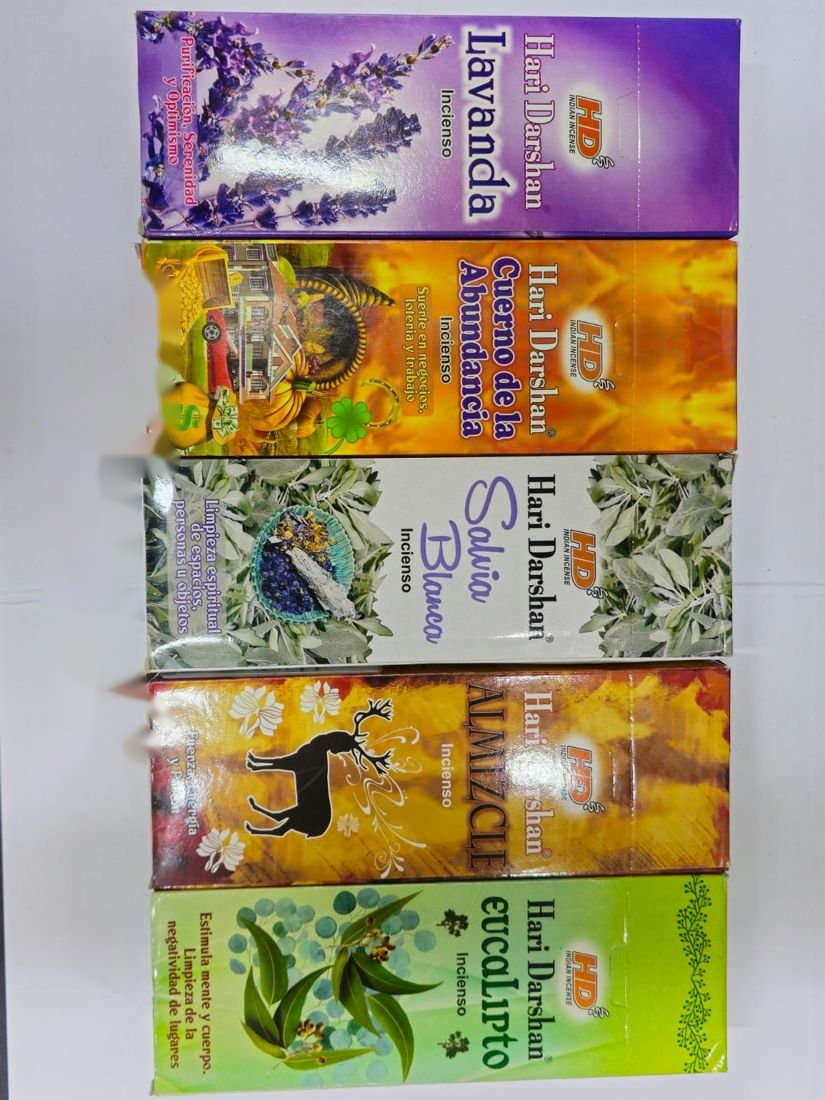 HD
INDIAN INCENSE
Hari Darshan®
Lavanda
Incienso
Purificación, Serenidad
y Optimismo
HD
INDIAN INCENSE
Hari Darshan®
Cuerno de la
Abundancia
Incienso
Suerte en negocios,
lotería y trabajo
HD
INDIAN INCENSE
Hari Darshan®
Salvia
Blanca
Incienso
Limpieza espiritual
de espacios,
personas u objetos
HD
Hari Darshan®
ALMIZCLE
Incienso
y
HD
INDIAN INCENSE
Hari Darshan®
eucaLipto
Incienso
Estimula mente y cuerpo.
Limpieza de la
negatividad de lugares